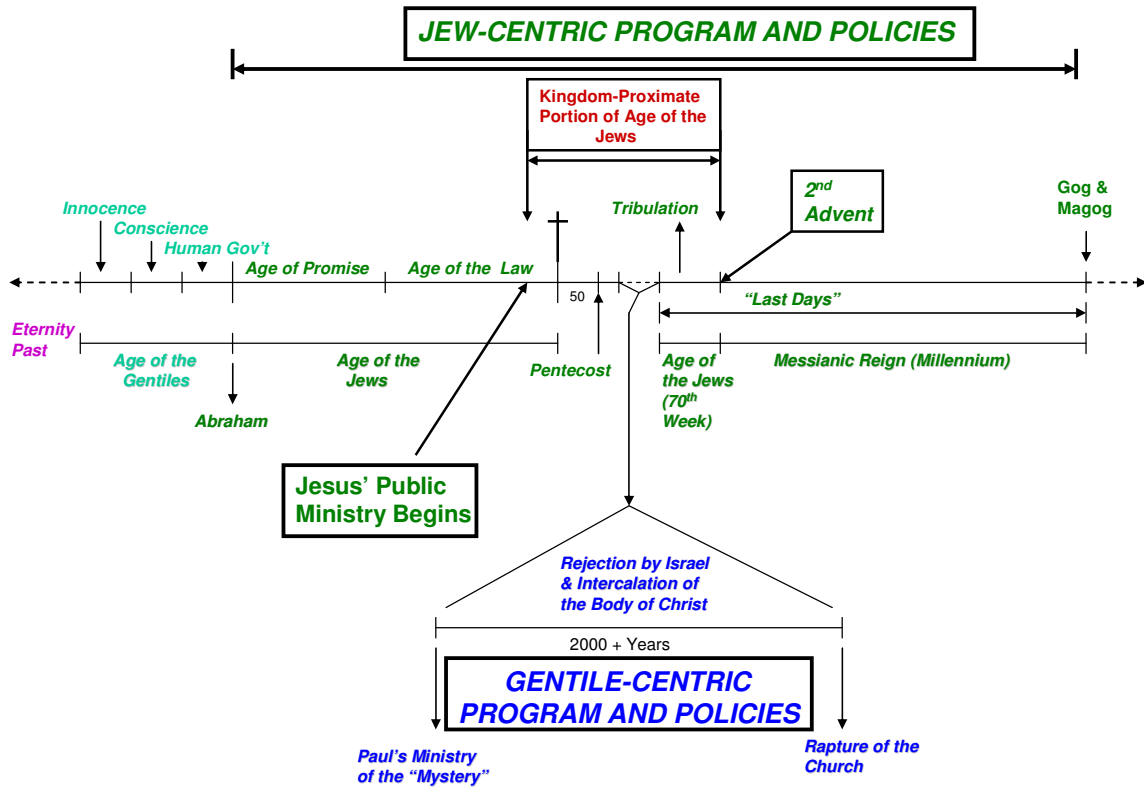 JEW-CENTRIC PROGRAM AND POLICIES
Kingdom-Proximate
Portion of Age of the
Jews
Innocence
Conscience
Human Gov't
Tribulation
2nd
Advent
Gog &
Magog
Age of Promise
Age of the Law
50
"Last Days"
Eternity
Past
Age of the
Gentiles
Age of the
Jews
Pentecost
Age of
the Jews
(70th
Week)
Messianic Reign (Millennium)
Abraham
Jesus' Public
Ministry Begins
Rejection by Israel
& Intercalation of
the Body of Christ
2000 + Years
GENTILE-CENTRIC
PROGRAM AND POLICIES
Paul's Ministry
of the "Mystery"
Rapture of the
Church